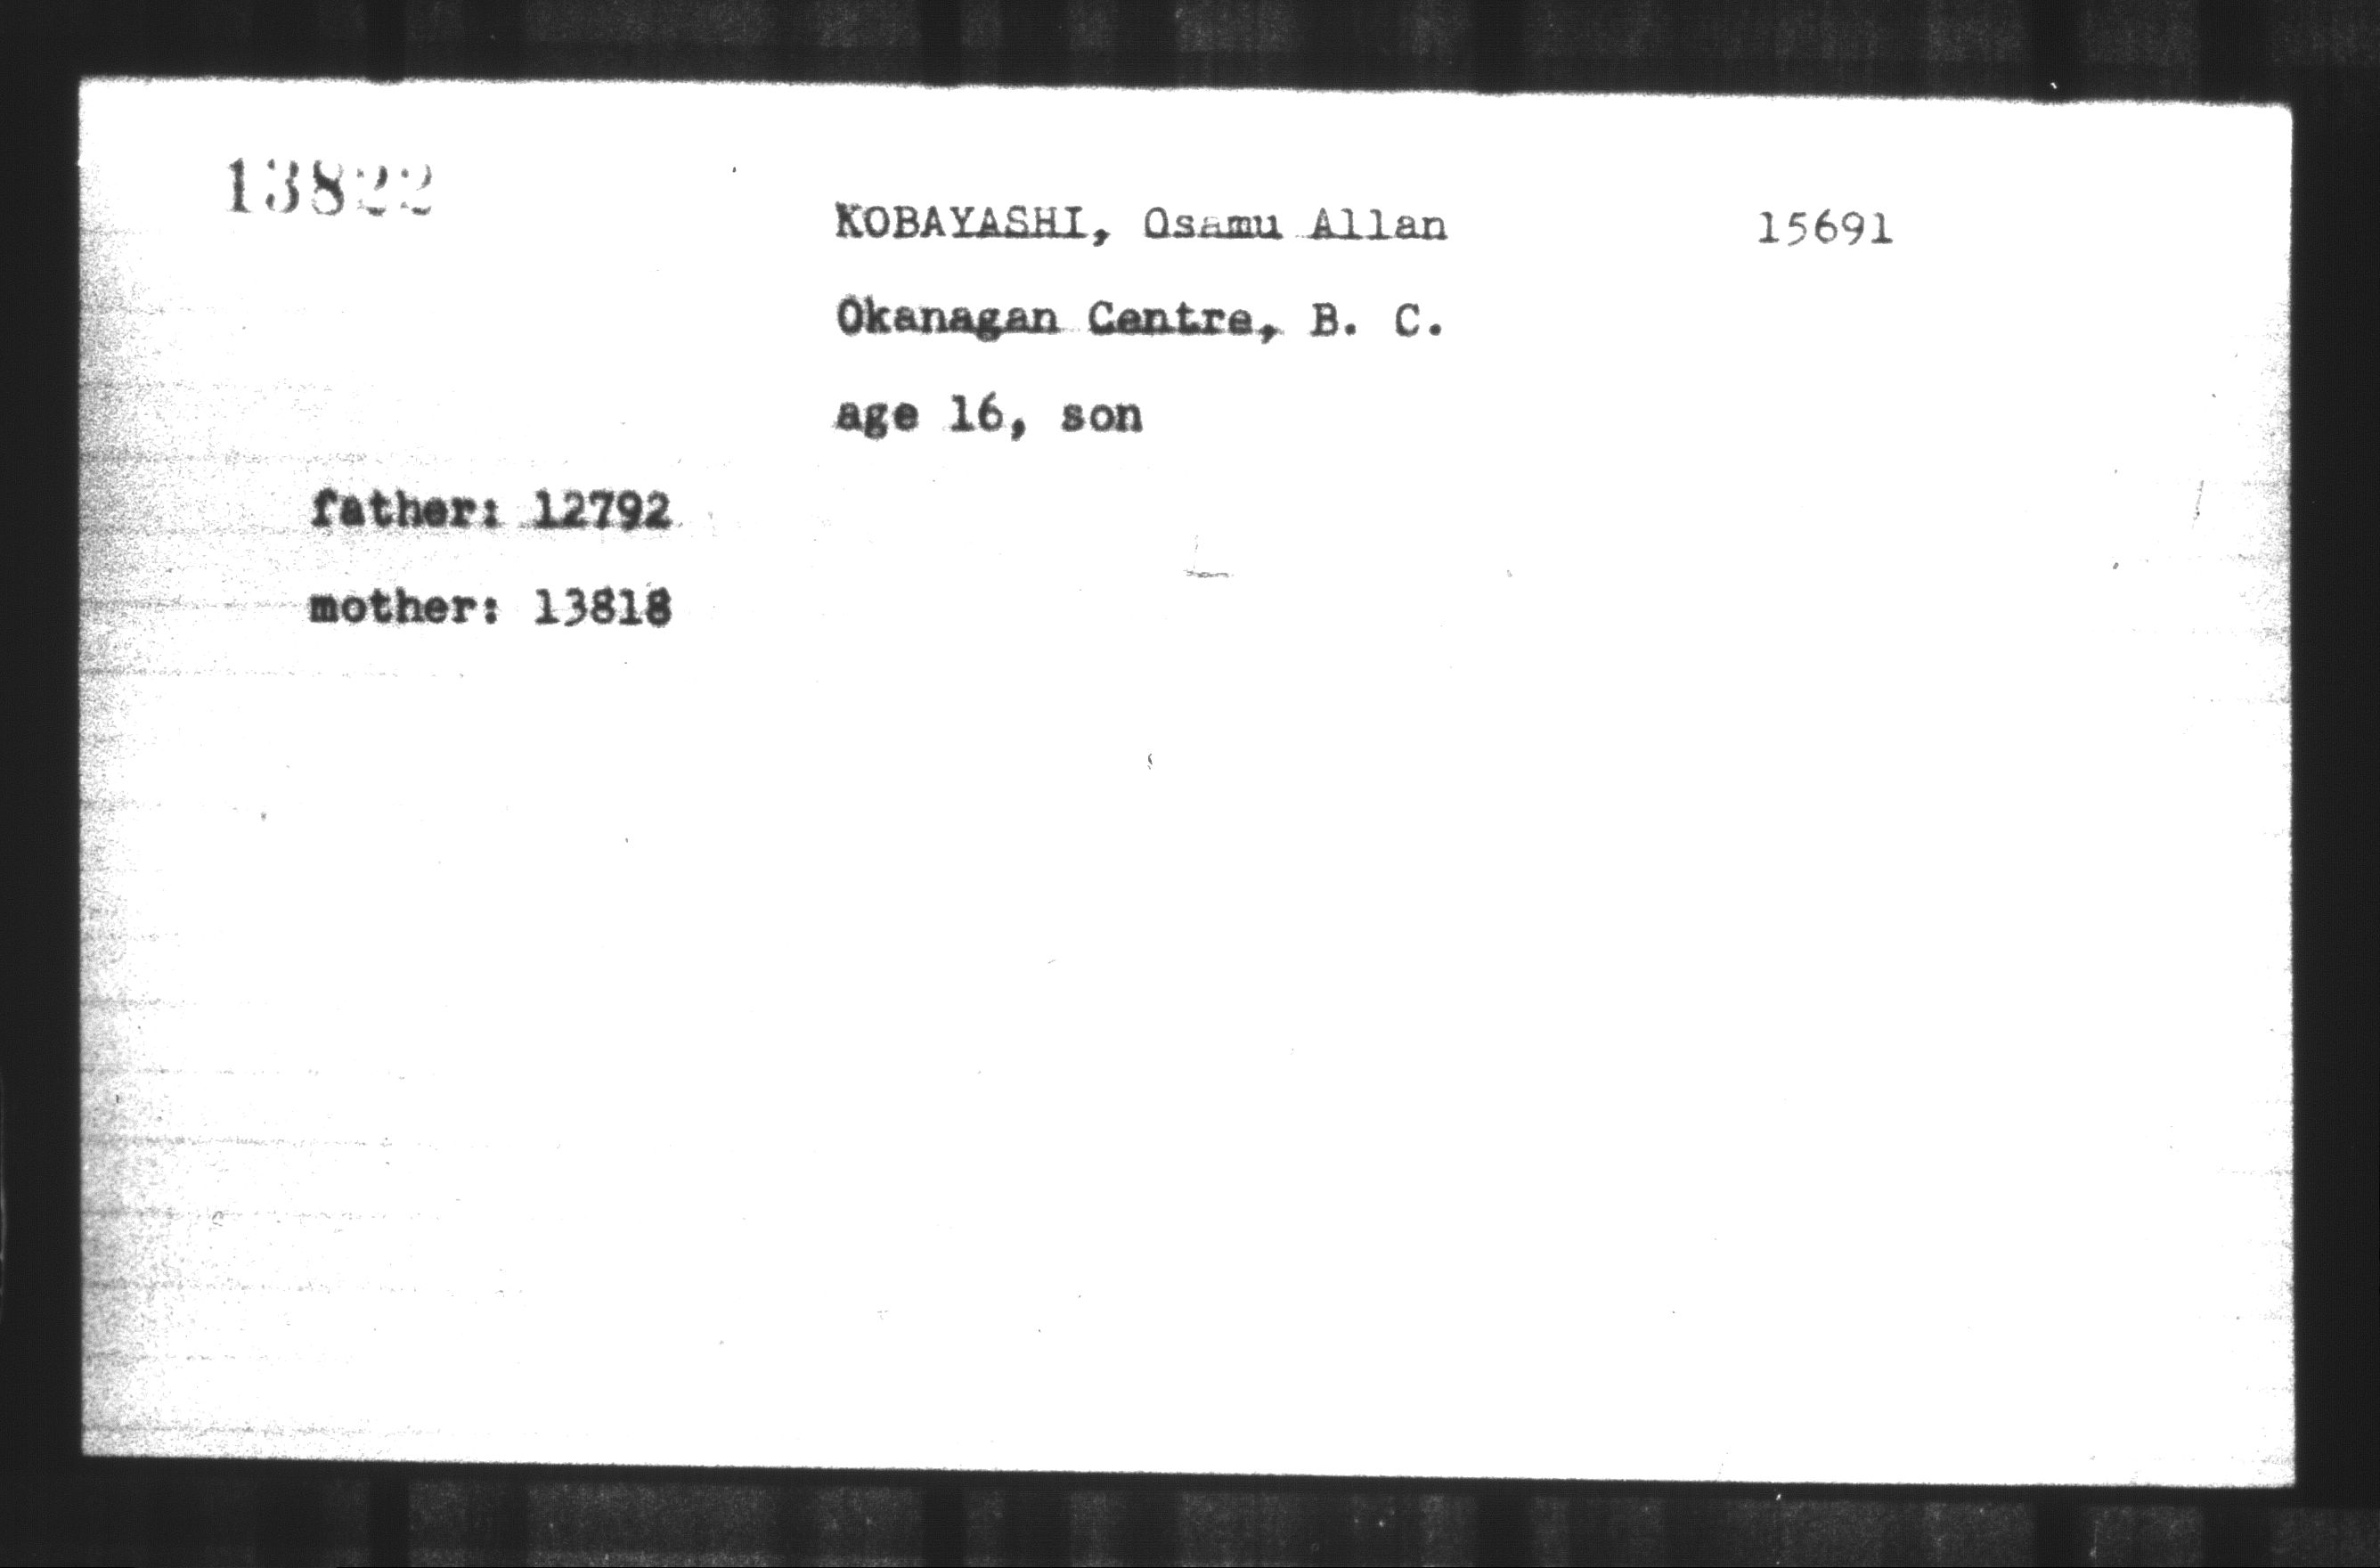 13822
KOBAYASHI, Osamu Allan 15691
Okanagan Centre, B. C.
age 16, son
father: 12792
mother: 13818